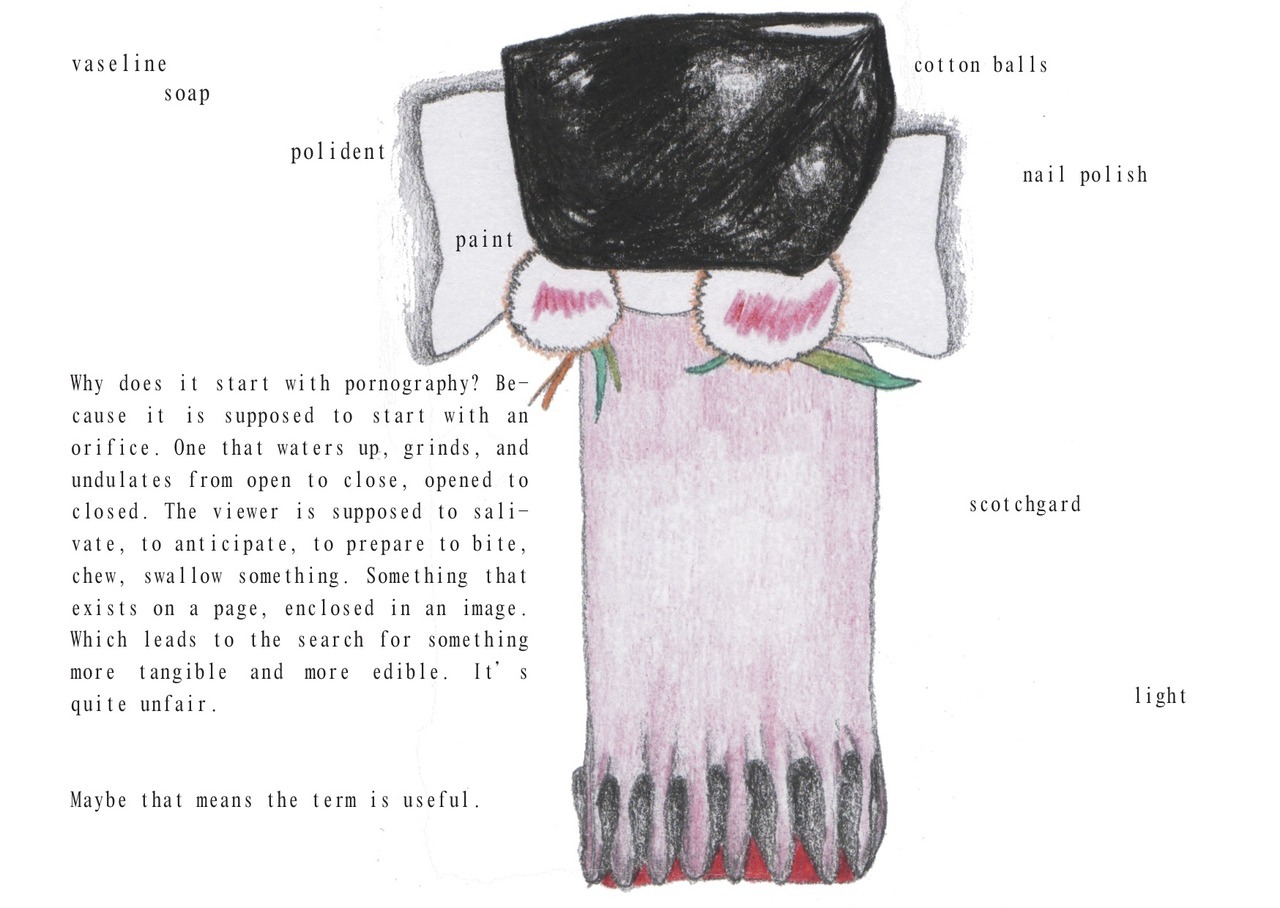 vaseline
soap
polident
paint
cotton balls
nail polish
Why does it start with pornography? Be-
cause it is supposed to start with an
orifice. One that waters up, grinds, and
undulates from open to close, opened to
closed. The viewer is supposed to sali-
vate, to anticipate, to prepare to bite,
chew, swallow something. Something that
exists on a page, enclosed in an image.
Which leads to the search for something
more tangible and more edible. It's
quite unfair.
Maybe that means the term is useful.
scotchgard
light